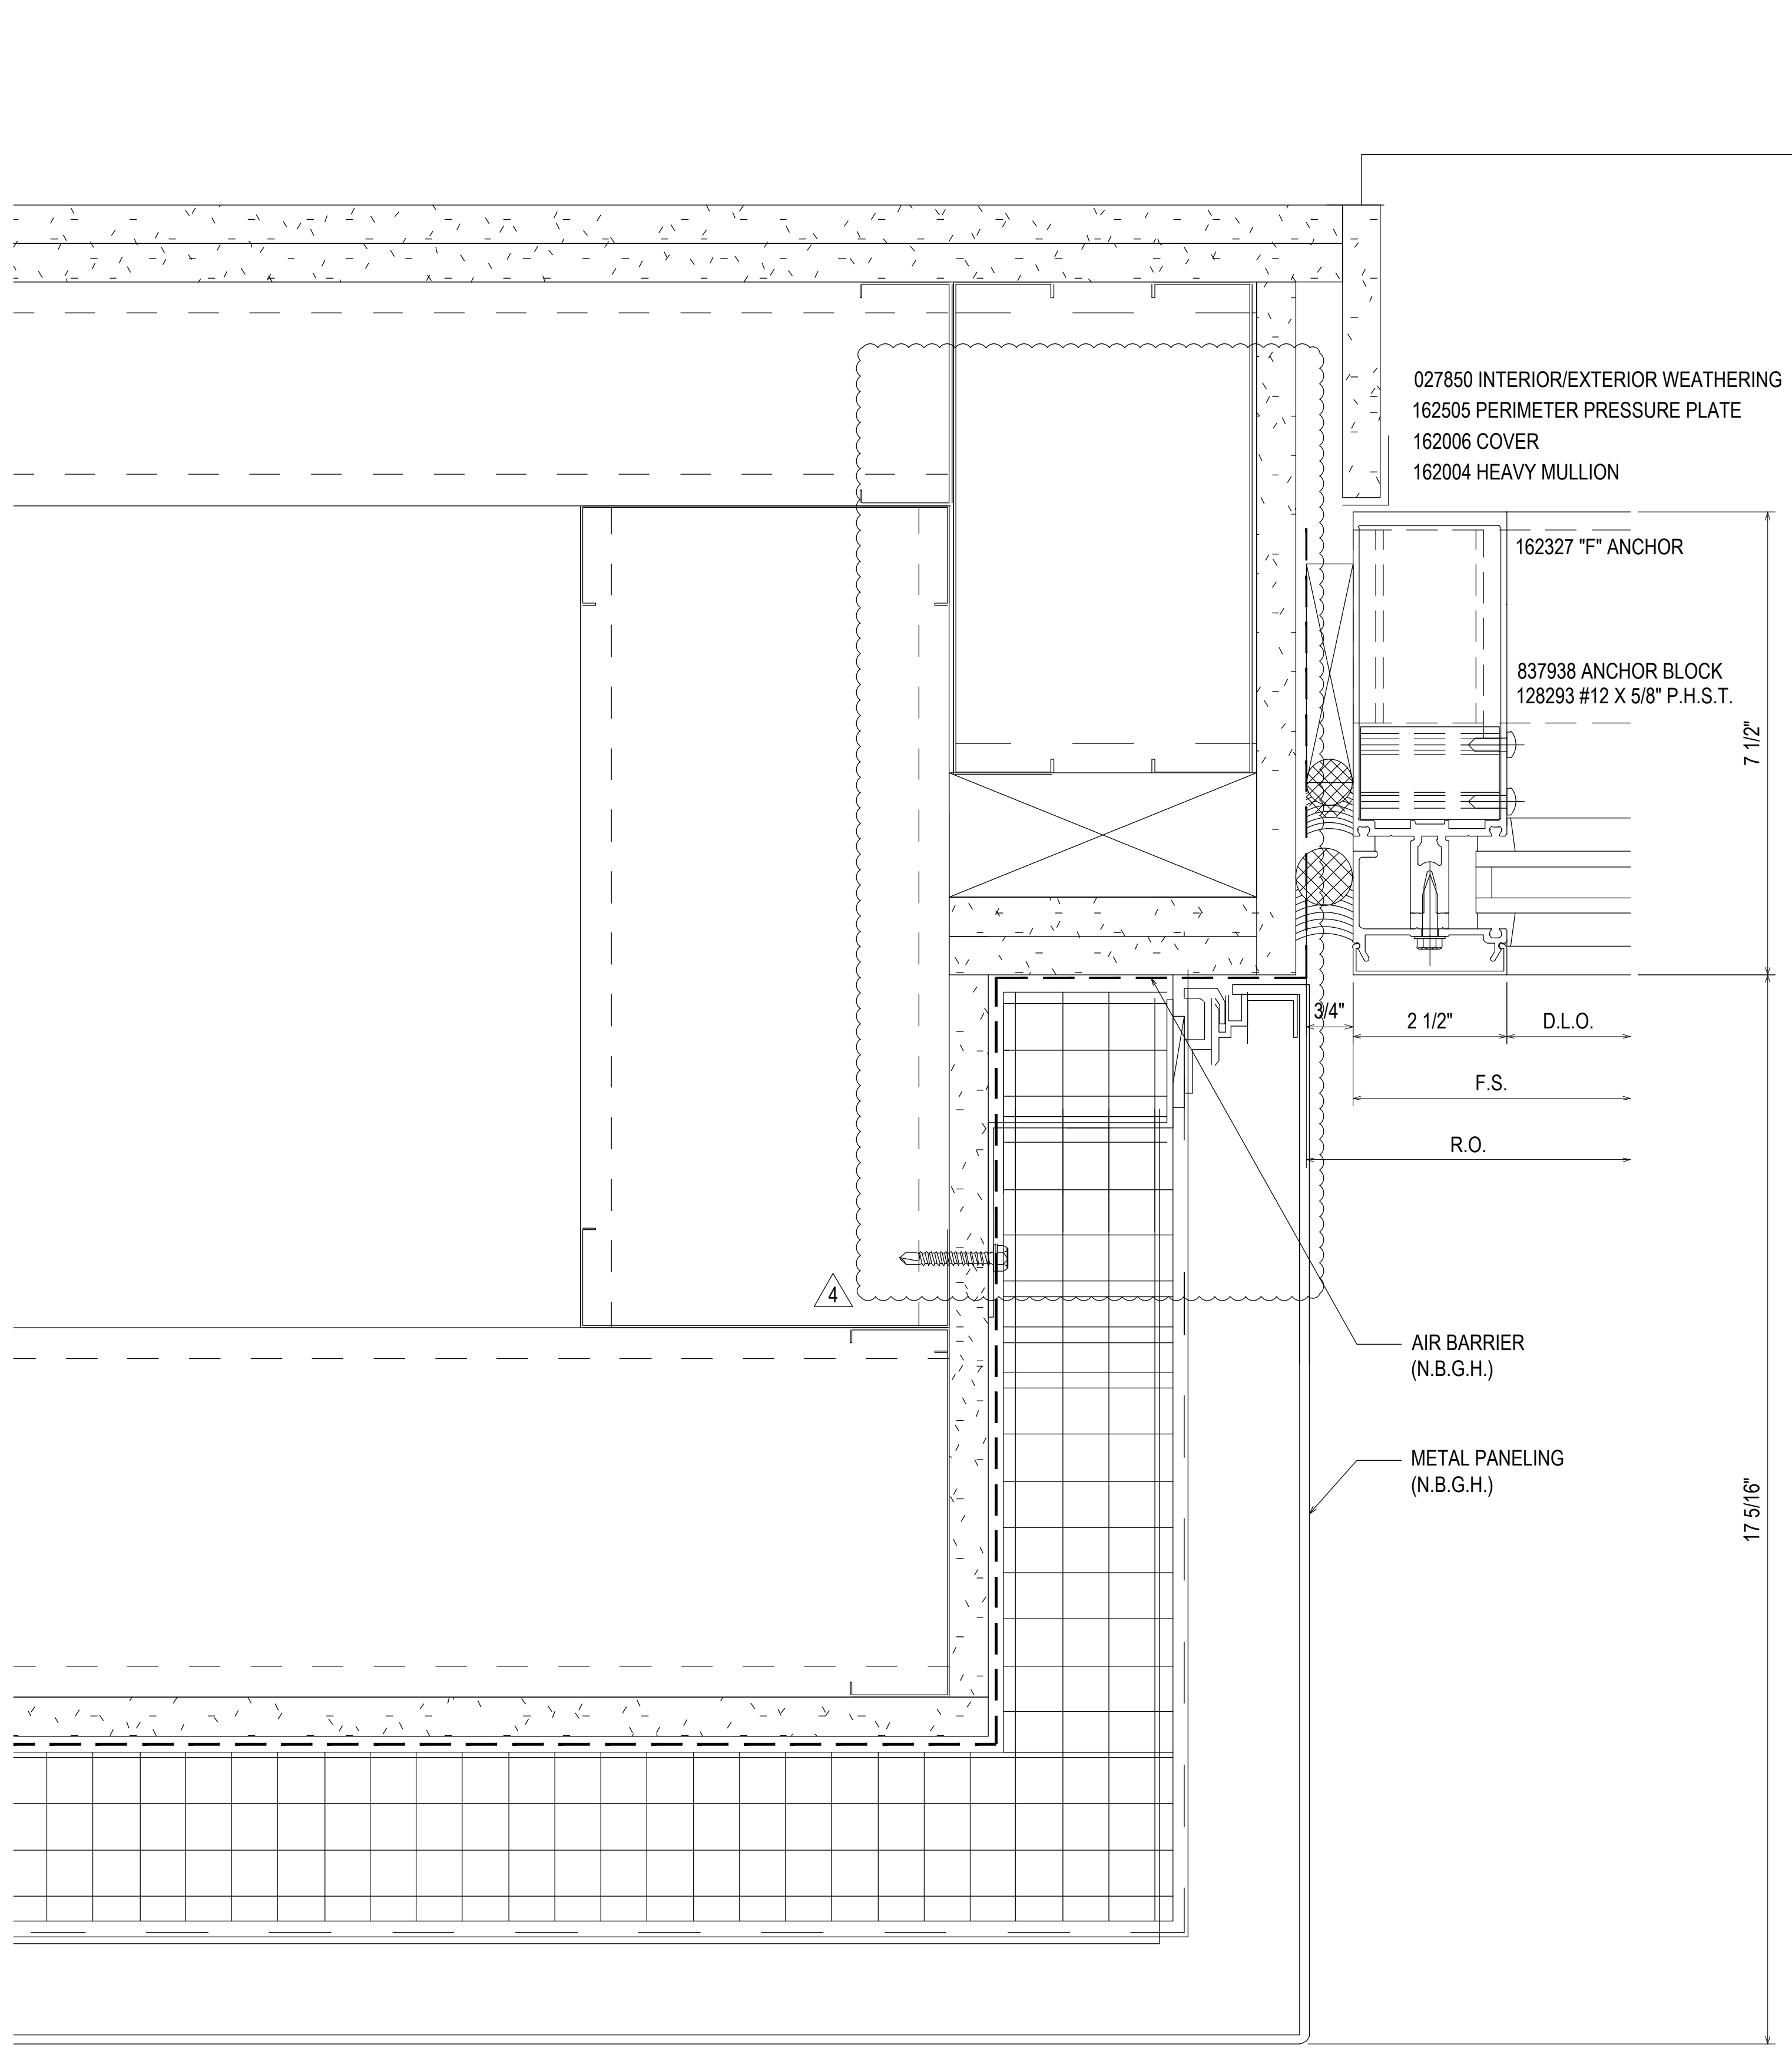 027850 INTERIOR/EXTERIOR WEATHERING
162505 PERIMETER PRESSURE PLATE
162006 COVER
162004 HEAVY MULLION
162327 "F" ANCHOR
837938 ANCHOR BLOCK
128293 #12 X 5/8" P.H.S.T.
7 1/2"
3/4"
2 1/2"
D.L.O.
F.S.
R.O.
4
AIR BARRIER
(N.B.G.H.)
METAL PANELING
(N.B.G.H.)
17 5/16"